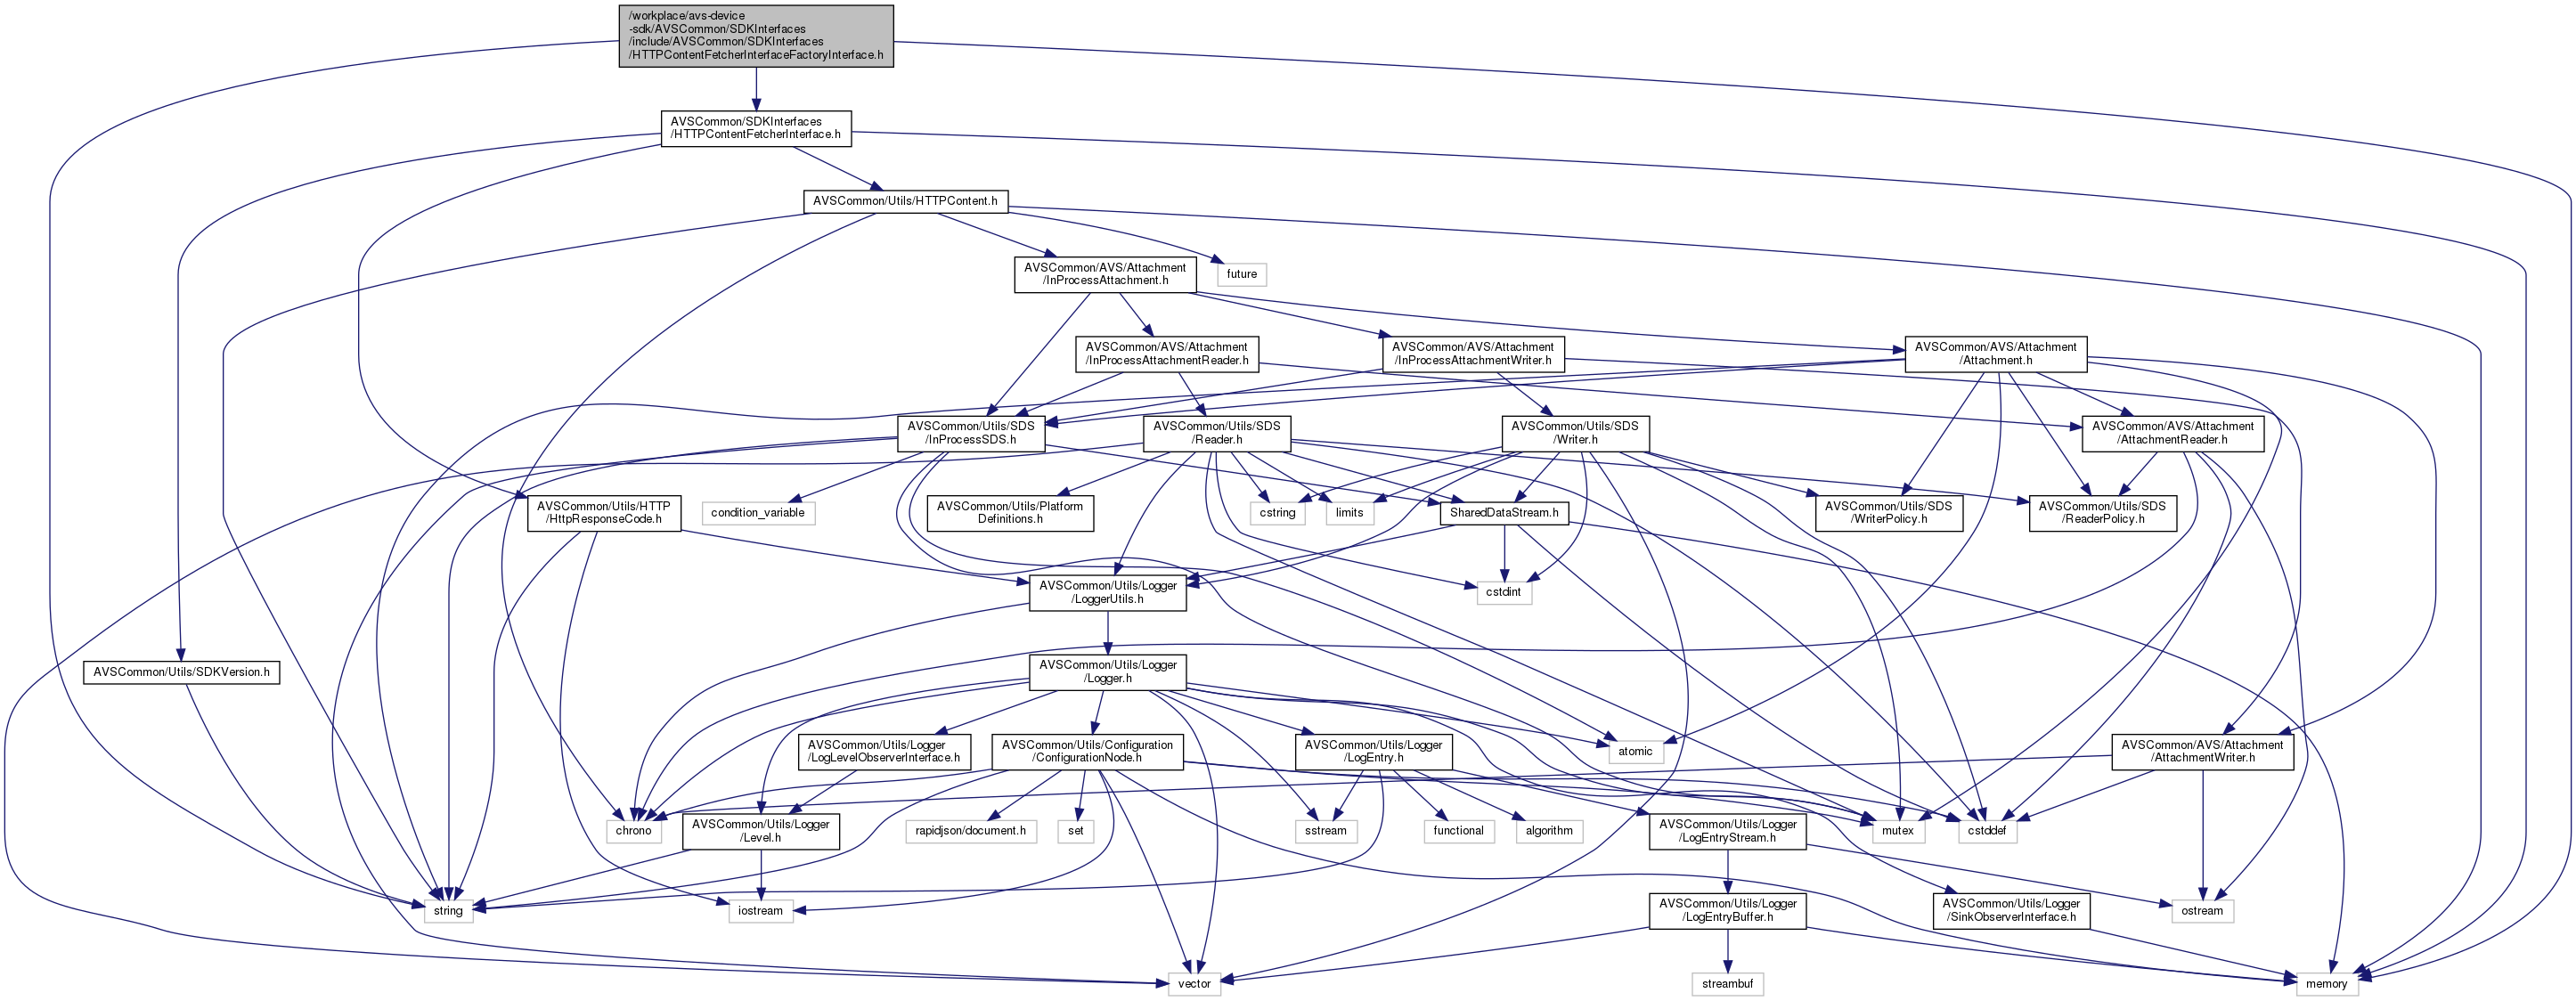 /workplace/avs-device
-sdk/AVSCommon/SDKInterfaces
/include/AVSCommon/SDKInterfaces
/HTTPContentFetcherInterfaceFactoryInterface.h
AVSCommon/SDKInterfaces
/HTTPContentFetcherInterface.h
AVSCommon/Utils/HTTPContent.h
AVSCommon/AVS/Attachment
/InProcessAttachment.h
future
AVSCommon/AVS/Attachment
/InProcessAttachmentReader.h
AVSCommon/AVS/Attachment
/InProcessAttachmentWriter.h
AVSCommon/AVS/Attachment
/Attachment.h
AVSCommon/Utils/SDS
/InProcessSDS.h
AVSCommon/Utils/SDS
/Reader.h
AVSCommon/Utils/SDS
/Writer.h
AVSCommon/AVS/Attachment
/AttachmentReader.h
AVSCommon/Utils/HTTP
/HttpResponseCode.h
condition_variable
AVSCommon/Utils/Platform
Definitions.h
cstring
limits
SharedDataStream.h
AVSCommon/Utils/SDS
/WriterPolicy.h
AVSCommon/Utils/SDS
/ReaderPolicy.h
AVSCommon/Utils/Logger
/LoggerUtils.h
cstdint
AVSCommon/Utils/SDKVersion.h
AVSCommon/Utils/Logger
/Logger.h
AVSCommon/Utils/Logger
/LogLevelObserverInterface.h
AVSCommon/Utils/Configuration
/ConfigurationNode.h
AVSCommon/Utils/Logger
/LogEntry.h
atomic
AVSCommon/AVS/Attachment
/AttachmentWriter.h
chrono
AVSCommon/Utils/Logger
/Level.h
rapidjson/document.h
set
sstream
functional
algorithm
AVSCommon/Utils/Logger
/LogEntryStream.h
mutex
cstddef
string
iostream
AVSCommon/Utils/Logger
/LogEntryBuffer.h
AVSCommon/Utils/Logger
/SinkObserverInterface.h
ostream
vector
streambuf
memory